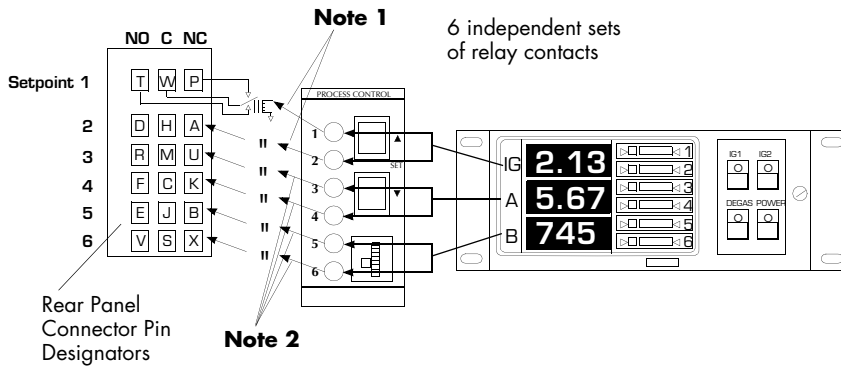 Note 1
6 independent sets
of relay contacts
NO C NC
Setpoint 1 T W P
2 D H A "
3 R M U "
4 F C K "
5 E J B "
6 V S X "
PROCESS CONTROL
1
2
3
4
5
6
SET
IG 2.13
A 5.67
B 745
1
2
3
4
5
6
IG1 IG2
DEGAS POWER
Rear Panel
Connector Pin
Designators
Note 2